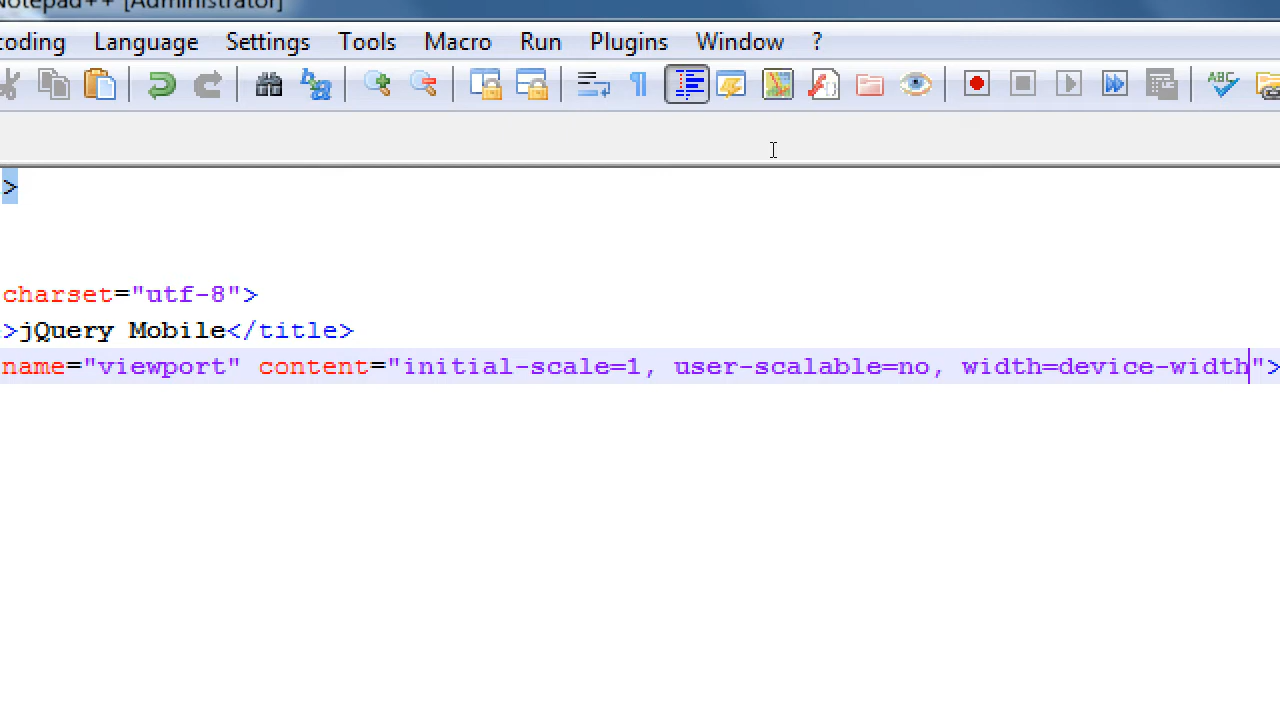 Notepad++ [Administrator]
coding Language Settings Tools Macro Run Plugins Window ?
ABC
>
charset="utf-8">
>jQuery Mobile</title>
name="viewport" content="initial-scale=1, user-scalable=no, width=device-width">